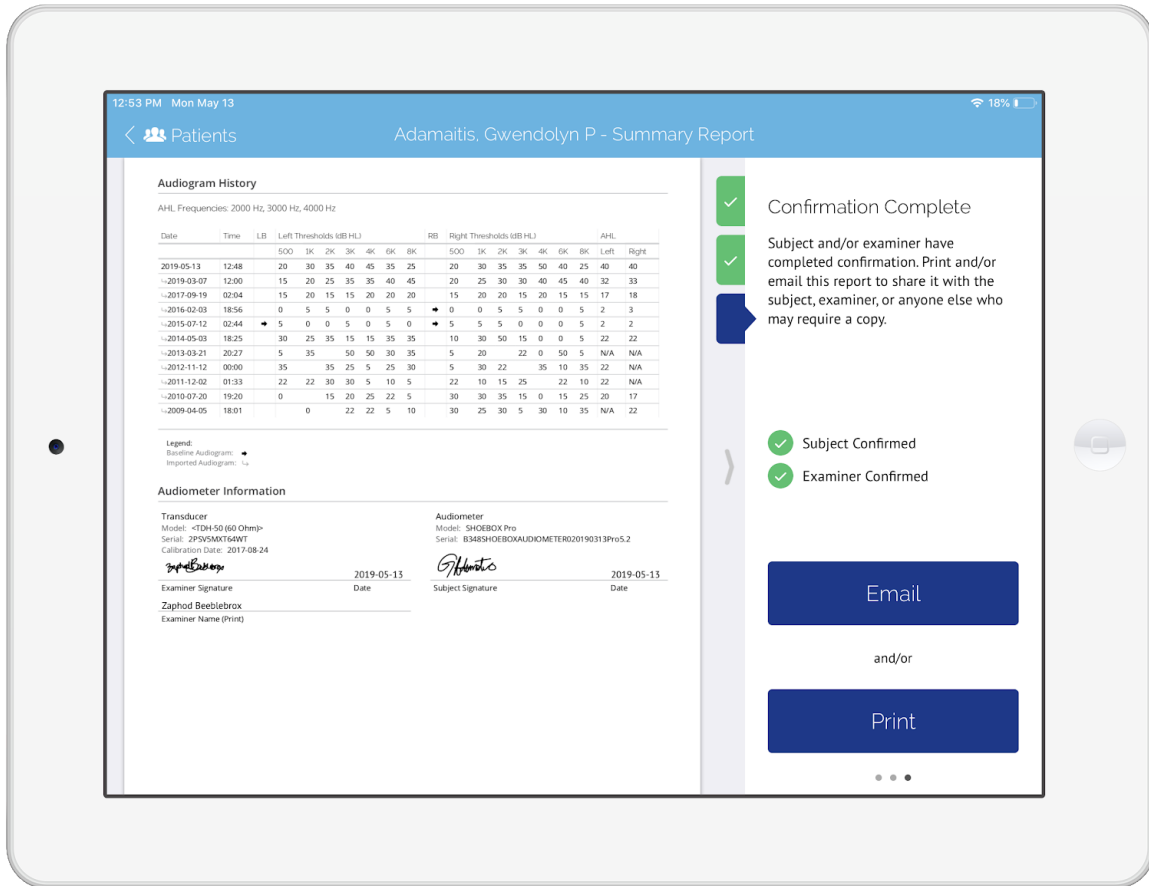 12:53 PM Mon May 13
18%
Patients
Adamaitis, Gwendolyn P - Summary Report
Audiogram History
AHL Frequencies: 2000 Hz, 3000 Hz, 4000 Hz
Date Time LB Left Thresholds (dB HL) RB Right Thresholds (dB HL) AHL
500 1K 2K 3K 4K 6K 8K 500 1K 2K 3K 4K 6K 8K Left Right
2019-05-13 12:48 20 30 35 40 45 35 25 20 30 35 35 50 40 25 40 40
↪2019-03-07 12:00 15 20 25 35 35 40 45 20 25 30 30 40 45 40 32 33
↪2017-09-19 02:04 15 20 15 15 20 20 20 15 20 20 15 20 15 15 17 18
↪2016-02-03 18:56 0 5 5 0 0 5 5 ➡ 0 0 5 5 0 0 5 2 3
↪2015-07-12 02:44 ➡ 5 0 0 5 0 5 0 ➡ 5 5 5 0 0 0 5 2 2
↪2014-05-03 18:25 30 25 35 15 15 35 35 10 30 50 15 0 0 5 22 22
↪2013-03-21 20:27 5 35 50 50 30 35 5 20 22 0 50 5 N/A N/A
↪2012-11-12 00:00 35 35 25 5 25 30 5 30 22 35 10 35 22 N/A
↪2011-12-02 01:33 22 22 30 30 5 10 5 22 10 15 25 22 10 22 N/A
↪2010-07-20 19:20 0 15 20 25 22 5 30 30 35 15 0 15 25 20 17
↪2009-04-05 18:01 0 22 22 5 10 30 25 30 5 30 10 35 N/A 22
Legend:
Baseline Audiogram: ➡
Imported Audiogram: ↪
Audiometer Information
Transducer
Model: <TDH-50 (60 Ohm)>
Serial: 2PSV5MXT64WT
Calibration Date: 2017-08-24
Zaphod Beeblebrox
2019-05-13
Examiner Signature Date
Zaphod Beeblebrox
Examiner Name (Print)
Audiometer
Model: SHOEBOX Pro
Serial: B348SHOEBOXAUDIOMETER020190313Pro5.2
2019-05-13
Subject Signature Date
Confirmation Complete
Subject and/or examiner have
completed confirmation. Print and/or
email this report to share it with the
subject, examiner, or anyone else who
may require a copy.
Subject Confirmed
Examiner Confirmed
Email
and/or
Print